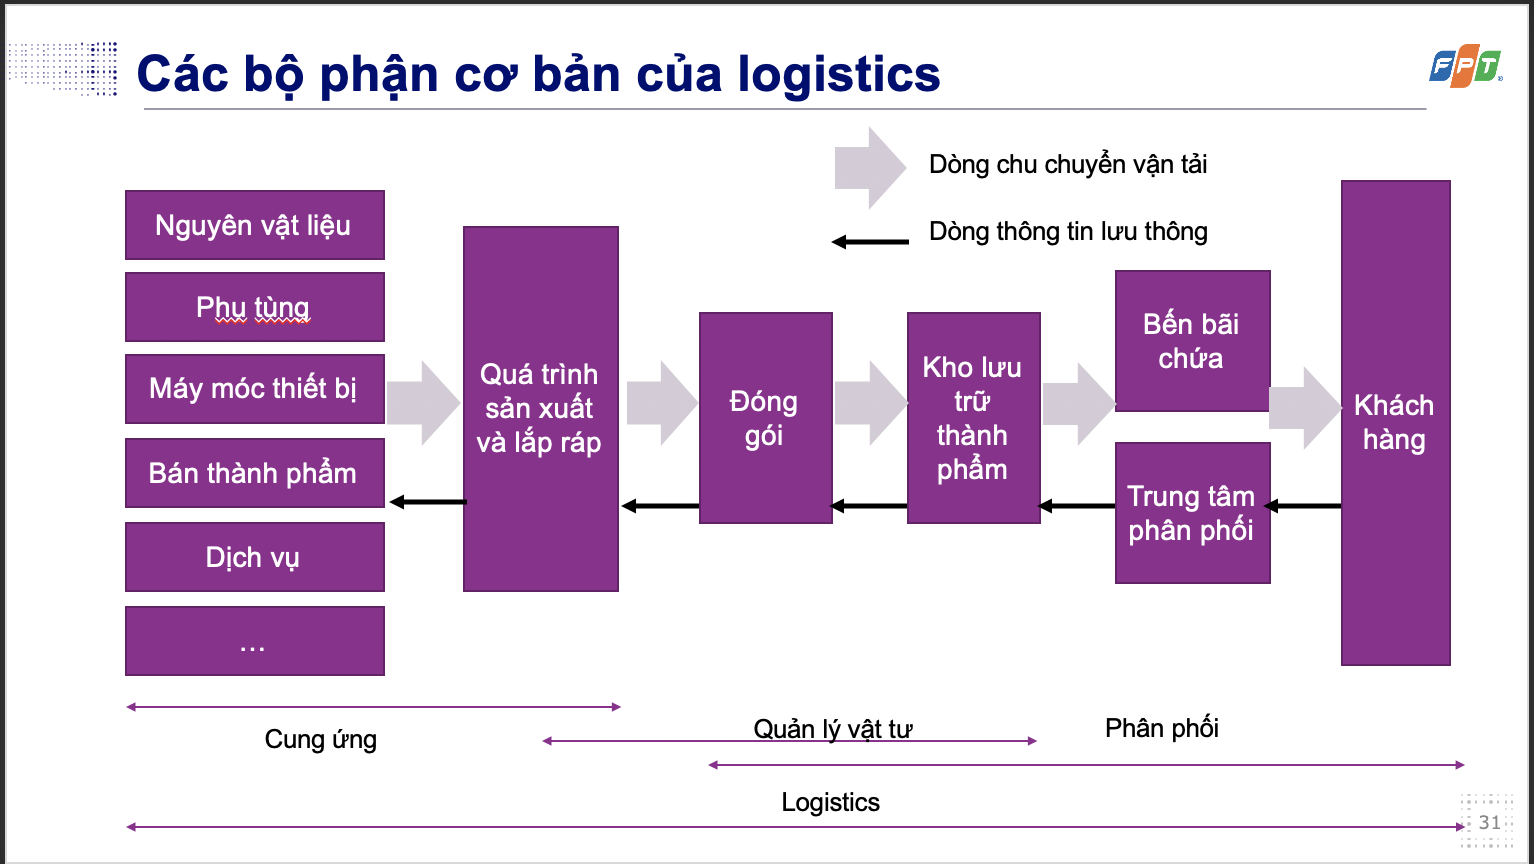 Các bộ phận cơ bản của logistics
FPT
Dòng chu chuyển vận tải
Dòng thông tin lưu thông
Nguyên vật liệu
Phụ tùng
Máy móc thiết bị
Bán thành phẩm
Dịch vụ
...
Quá trình
sản xuất
và lắp ráp
Đóng
gói
Kho lưu
trữ
thành
phẩm
Bến bãi
chứa
Trung tâm
phân phối
Khách
hàng
Cung ứng
Quản lý vật tư
Phân phối
Logistics
31